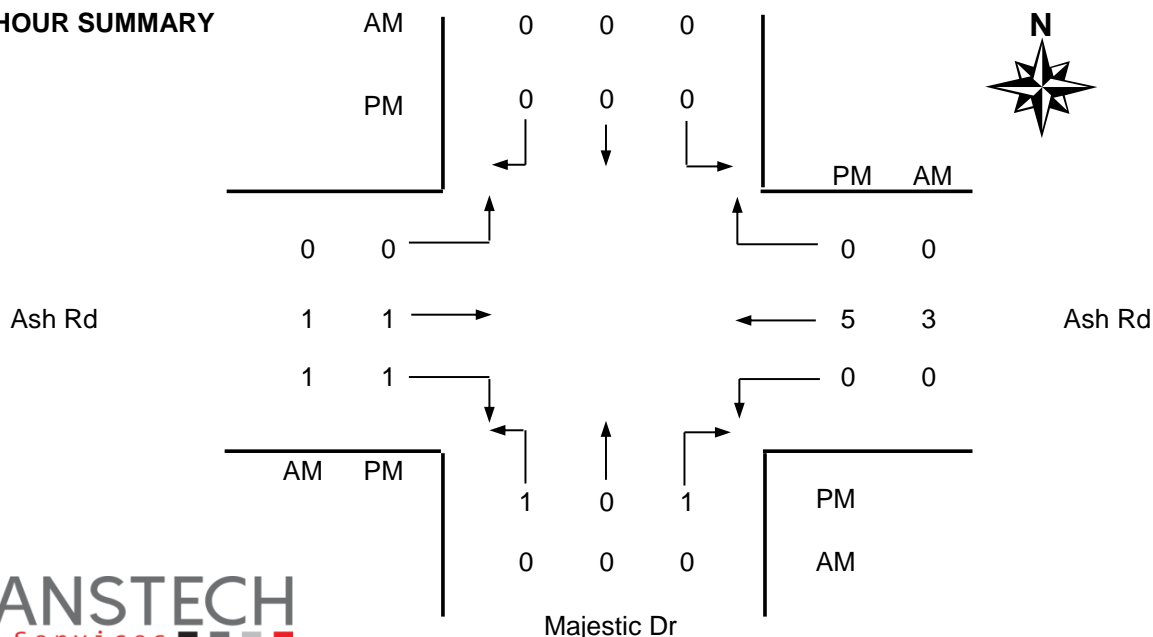 HOUR SUMMARY AM 0 0 0 N
PM 0 0 0
PM AM
0 0 0 0
Ash Rd 1 1 5 3 Ash Rd
1 1 0 0
AM PM
1 0 1 PM
0 0 0 AM
ANSTECH
Majestic Dr